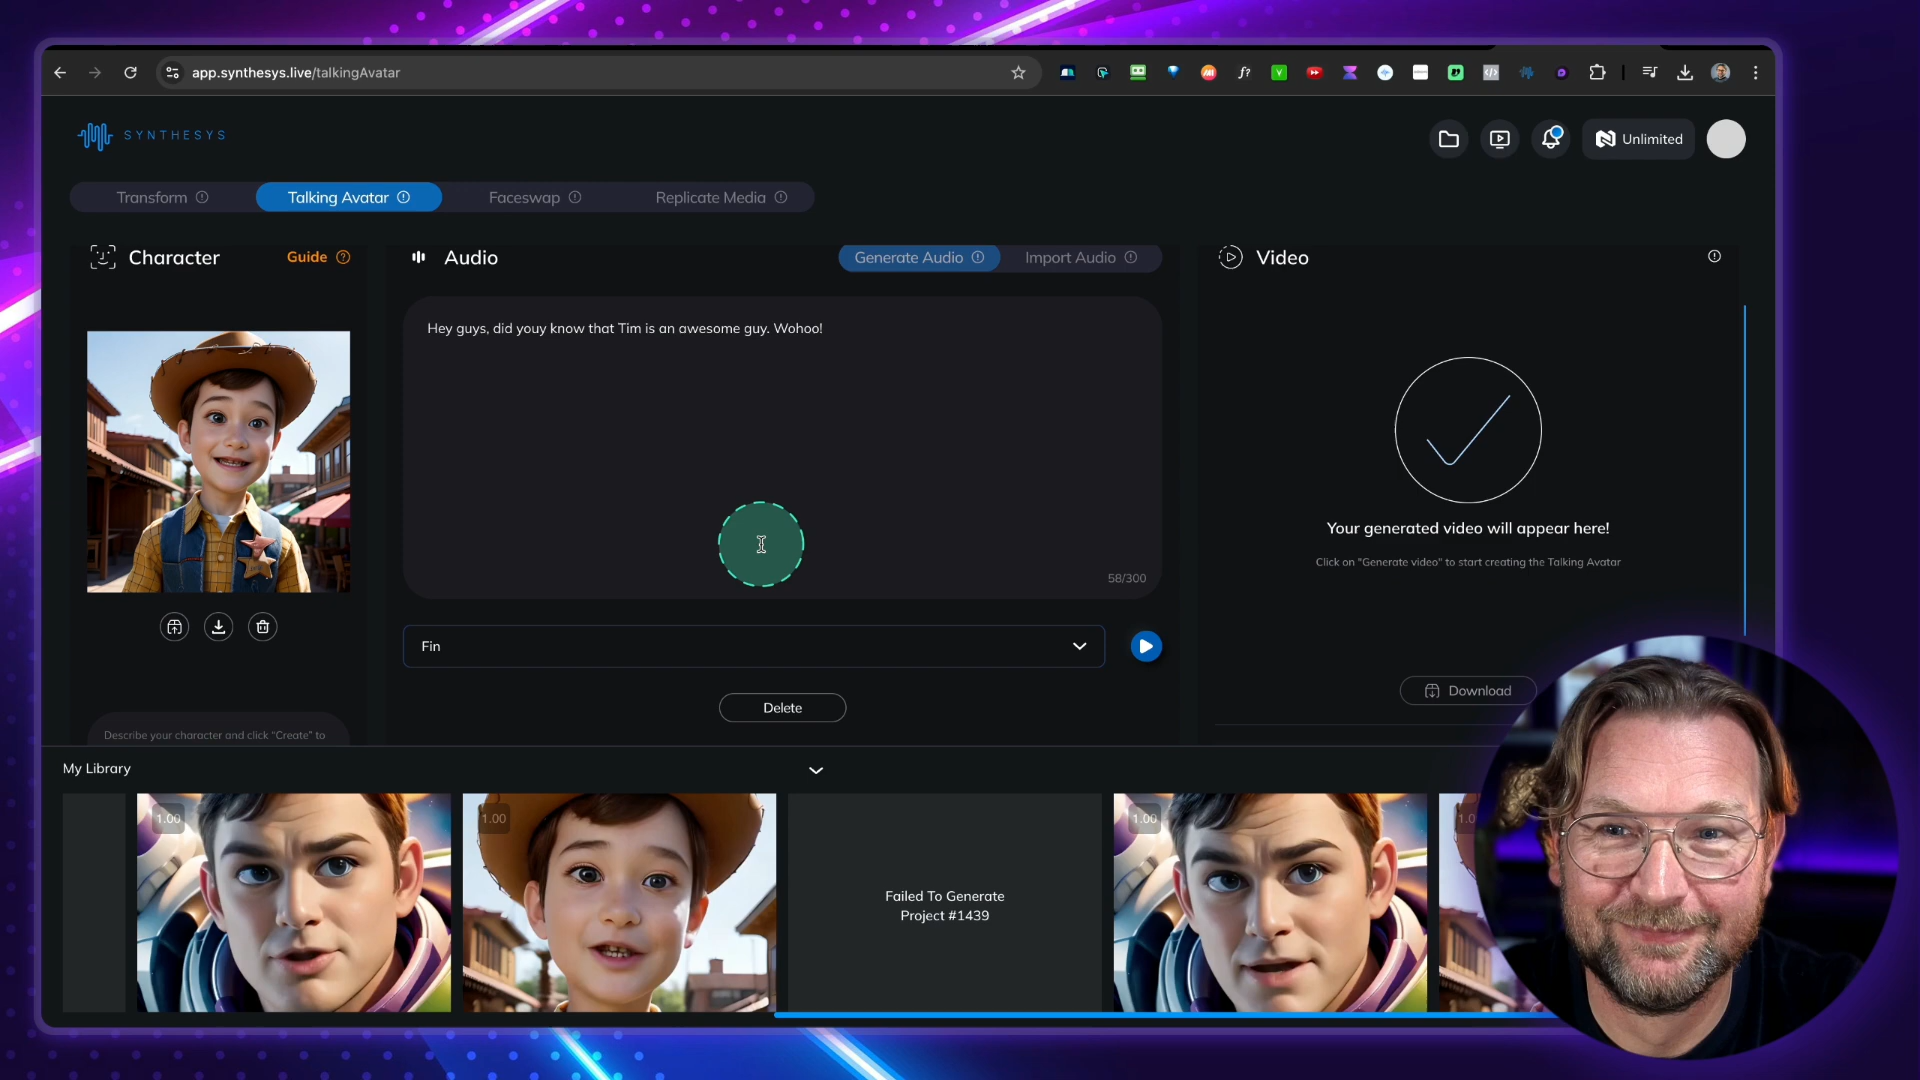 app.synthesys.live/talkingAvatar
SYNTHESYS
Unlimited
Transform
Talking Avatar
Faceswap
Replicate Media
Character
Guide
Audio
Generate Audio
Import Audio
Video
Hey guys, did youy know that Tim is an awesome guy. Wohoo!
58/300
Your generated video will appear here!
Click on "Generate video" to start creating the Talking Avatar
Fin
Download
Delete
Describe your character and click "Create" to
My Library
1.00
1.00
Failed To Generate
Project #1439
1.00
1.0